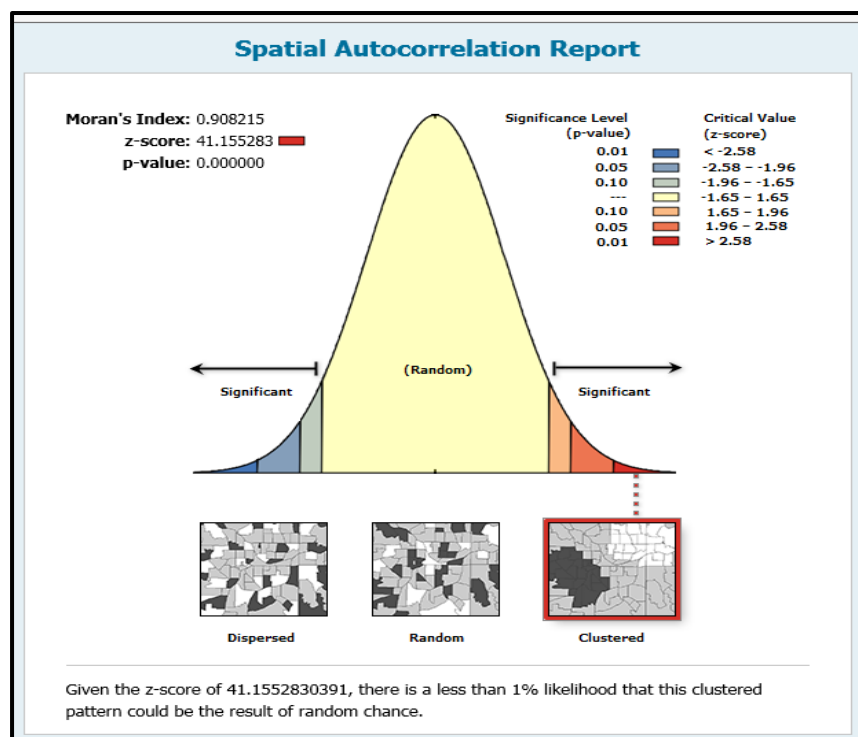 Spatial Autocorrelation Report
Moran's Index: 0.908215
z-score: 41.155283
p-value: 0.000000
Significance Level
(p-value)
Critical Value
(z-score)
0.01 < -2.58
0.05 -2.58 – -1.96
0.10 -1.96 – -1.65
--- -1.65 – 1.65
0.10 1.65 – 1.96
0.05 1.96 – 2.58
0.01 > 2.58
(Random)
Significant Significant
Dispersed Random Clustered
Given the z-score of 41.1552830391, there is a less than 1% likelihood that this clustered
pattern could be the result of random chance.